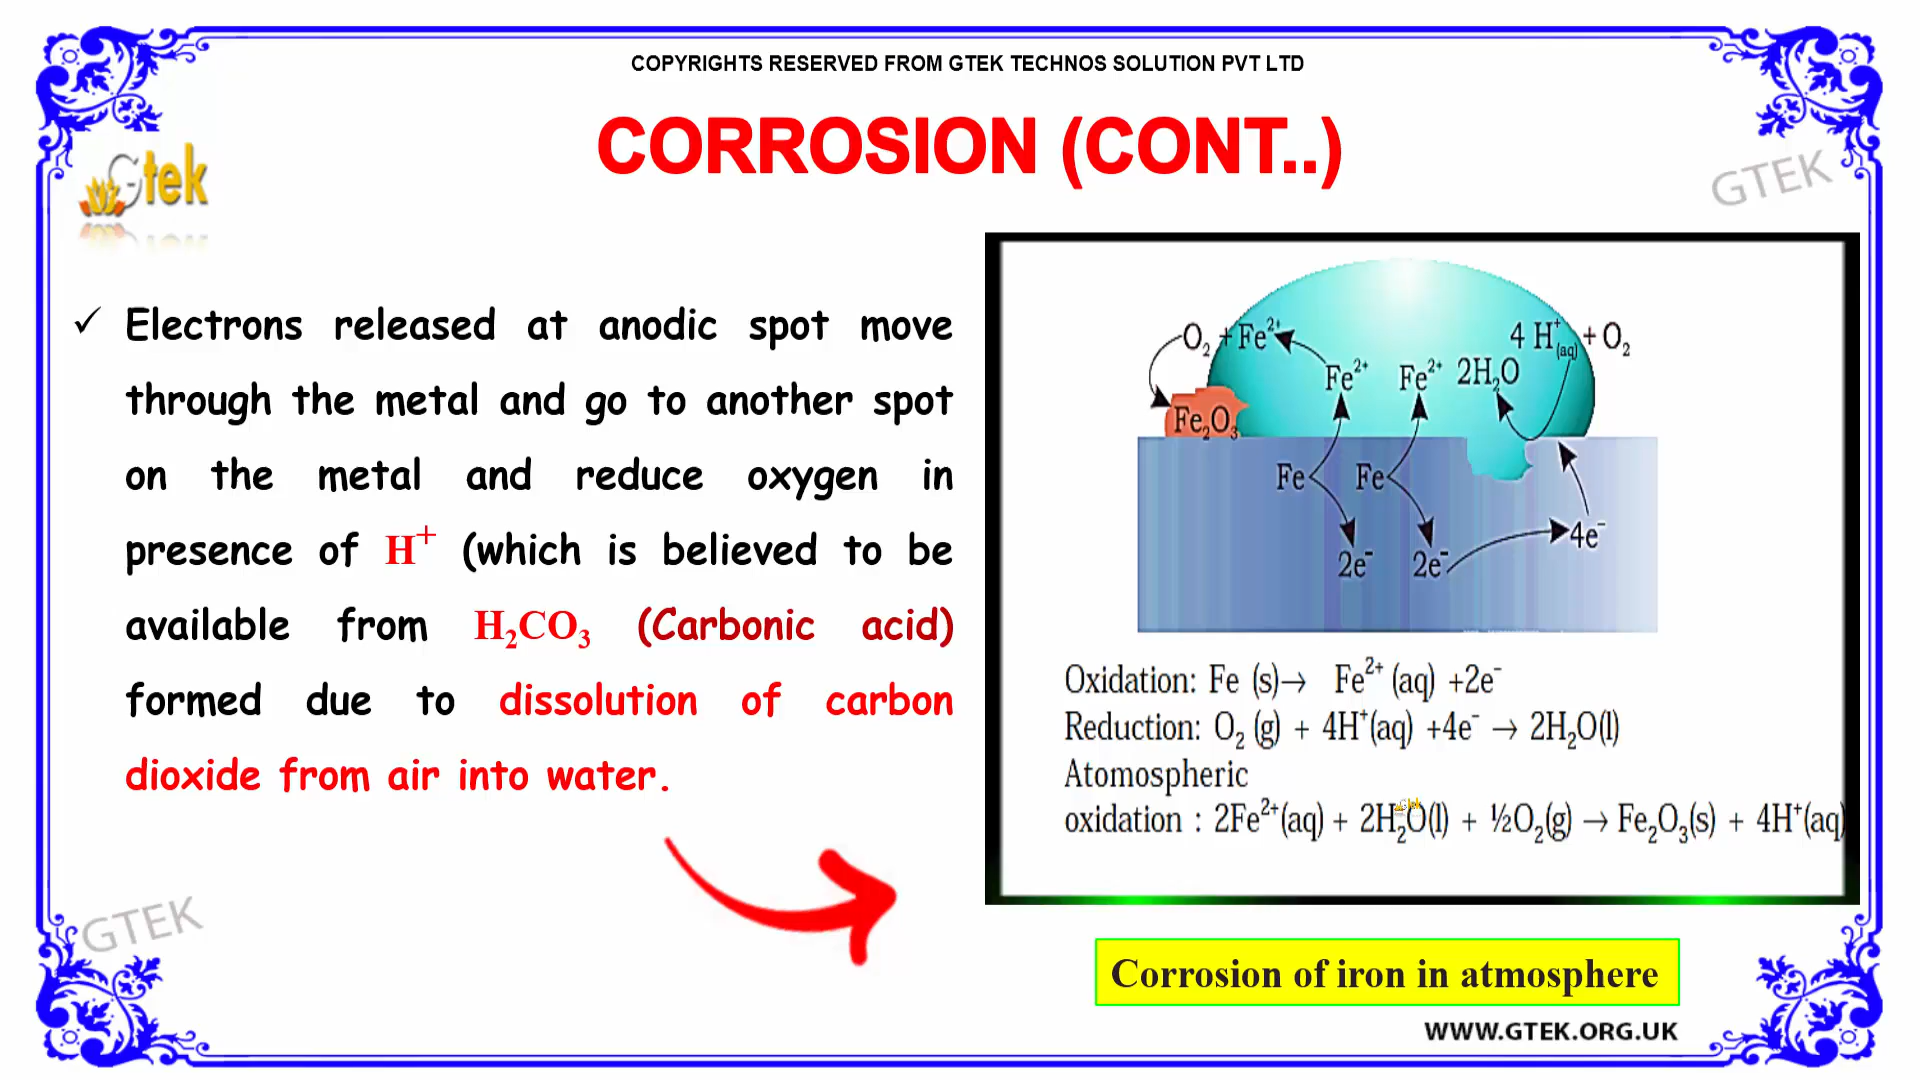 COPYRIGHTS RESERVED FROM GTEK TECHNOS SOLUTION PVT LTD
CORROSION (CONT..)
Gtek
GTEK
✓ Electrons released at anodic spot move
through the metal and go to another spot
on the metal and reduce oxygen in
presence of H⁺ (which is believed to be
available from H₂CO₃ (Carbonic acid)
formed due to dissolution of carbon
dioxide from air into water.
O₂ + Fe²⁺
4 H⁺(aq) + O₂
Fe²⁺ Fe²⁺ 2H₂O
Fe₂O₃
Fe Fe
4e⁻
2e⁻ 2e⁻
Oxidation: Fe (s)→ Fe²⁺ (aq) +2e⁻
Reduction: O₂ (g) + 4H⁺(aq) +4e⁻ → 2H₂O(l)
Atomospheric
oxidation : 2Fe²⁺(aq) + 2H₂O(l) + ½O₂(g) → Fe₂O₃(s) + 4H⁺(aq)
Gtek
GTEK
Corrosion of iron in atmosphere
WWW.GTEK.ORG.UK